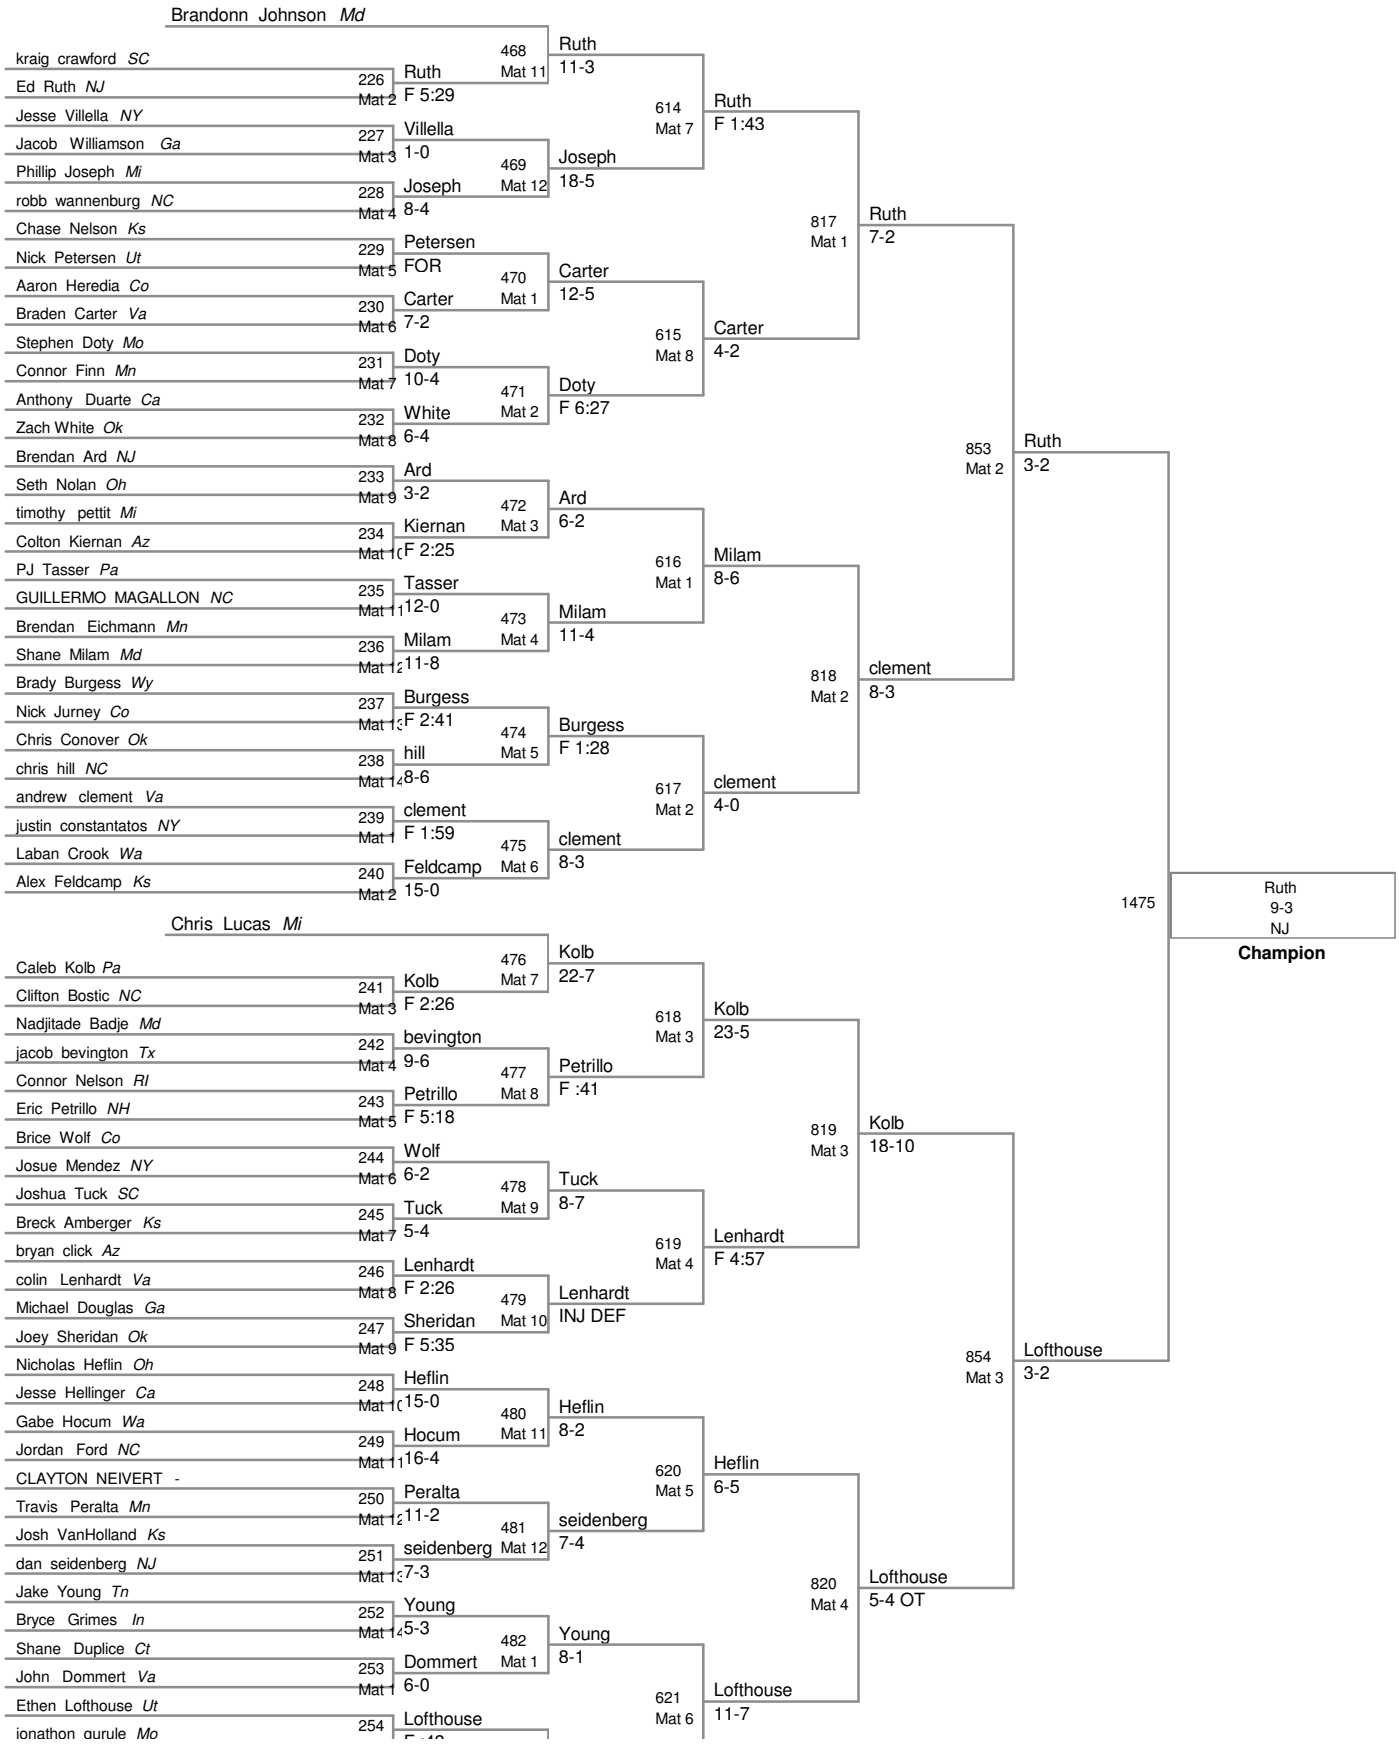 Brandonn Johnson Md
kraig crawford SC
Ed Ruth NJ
Jesse Villella NY
Jacob Williamson Ga
Phillip Joseph Mi
robb wannenburg NC
Chase Nelson Ks
Nick Petersen Ut
Aaron Heredia Co
Braden Carter Va
Stephen Doty Mo
Connor Finn Mn
Anthony Duarte Ca
Zach White Ok
Brendan Ard NJ
Seth Nolan Oh
timothy pettit Mi
Colton Kiernan Az
PJ Tasser Pa
GUILLERMO MAGALLON NC
Brendan Eichmann Mn
Shane Milam Md
Brady Burgess Wy
Nick Jurney Co
Chris Conover Ok
chris hill NC
andrew clement Va
justin constantatos NY
Laban Crook Wa
Alex Feldcamp Ks
226
Mat 2
Ruth
F 5:29
227
Mat 3
Villella
1-0
228
Mat 4
Joseph
8-4
229
Mat 5
Petersen
FOR
230
Mat 6
Carter
7-2
231
Mat 7
Doty
10-4
232
Mat 8
White
6-4
233
Mat 9
Ard
3-2
234
Mat 10
Kiernan
F 2:25
235
Mat 11
Tasser
12-0
236
Mat 12
Milam
11-8
237
Mat 13
Burgess
F 2:41
238
Mat 14
hill
8-6
239
Mat 1
clement
F 1:59
240
Mat 2
Feldcamp
15-0
468
Mat 11
Ruth
11-3
469
Mat 12
Joseph
18-5
470
Mat 1
Carter
12-5
471
Mat 2
Doty
F 6:27
472
Mat 3
Ard
6-2
473
Mat 4
Milam
11-4
474
Mat 5
Burgess
F 1:28
475
Mat 6
clement
8-3
614
Mat 7
Ruth
F 1:43
615
Mat 8
Carter
4-2
616
Mat 1
Milam
8-6
617
Mat 2
clement
4-0
817
Mat 1
Ruth
7-2
818
Mat 2
clement
8-3
853
Mat 2
Ruth
3-2
Chris Lucas Mi
Caleb Kolb Pa
Clifton Bostic NC
Nadjitade Badje Md
jacob bevington Tx
Connor Nelson RI
Eric Petrillo NH
Brice Wolf Co
Josue Mendez NY
Joshua Tuck SC
Breck Amberger Ks
bryan click Az
colin Lenhardt Va
Michael Douglas Ga
Joey Sheridan Ok
Nicholas Heflin Oh
Jesse Hellinger Ca
Gabe Hocum Wa
Jordan Ford NC
CLAYTON NEIVERT -
Travis Peralta Mn
Josh VanHolland Ks
dan seidenberg NJ
Jake Young Tn
Bryce Grimes In
Shane Duplice Ct
John Dommert Va
Ethen Lofthouse Ut
jonathon gurule Mo
241
Mat 3
Kolb
F 2:26
242
Mat 4
bevington
9-6
243
Mat 5
Petrillo
F 5:18
244
Mat 6
Wolf
6-2
245
Mat 7
Tuck
5-4
246
Mat 8
Lenhardt
F 2:26
247
Mat 9
Sheridan
F 5:35
248
Mat 10
Heflin
15-0
249
Mat 11
Hocum
16-4
250
Mat 12
Peralta
11-2
251
Mat 13
seidenberg
7-3
252
Mat 14
Young
5-3
253
Mat 1
Dommert
6-0
254
Lofthouse
476
Mat 7
Kolb
22-7
477
Mat 8
Petrillo
F :41
478
Mat 9
Tuck
8-7
479
Mat 10
Lenhardt
INJ DEF
480
Mat 11
Heflin
8-2
481
Mat 12
seidenberg
7-4
482
Mat 1
Young
8-1
618
Mat 3
Kolb
23-5
619
Mat 4
Lenhardt
F 4:57
620
Mat 5
Heflin
6-5
621
Mat 6
Lofthouse
11-7
819
Mat 3
Kolb
18-10
820
Mat 4
Lofthouse
5-4 OT
854
Mat 3
Lofthouse
3-2
1475
Ruth
9-3
NJ
Champion